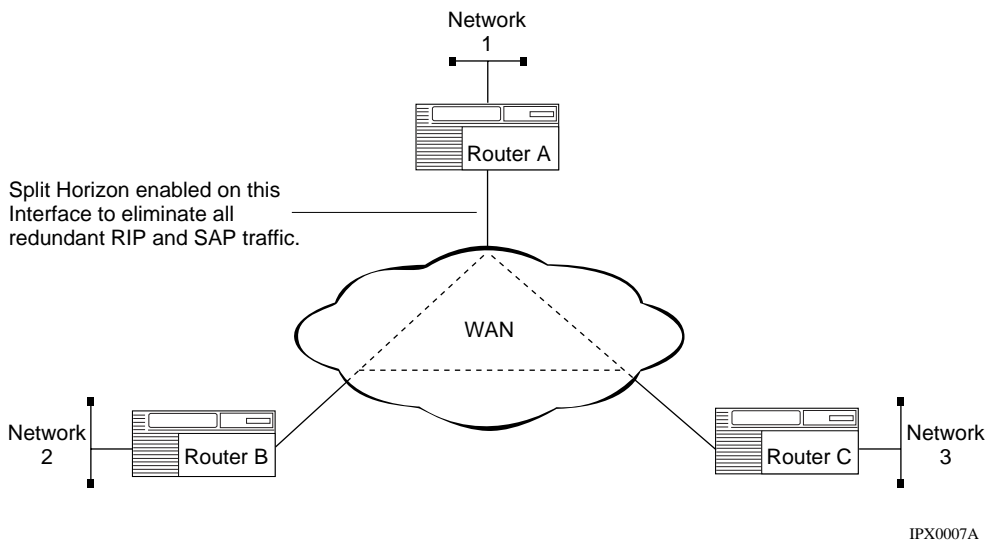 Network
1
Router A
Split Horizon enabled on this
Interface to eliminate all
redundant RIP and SAP traffic.
WAN
Network
2
Router B
Router C
Network
3
IPX0007A